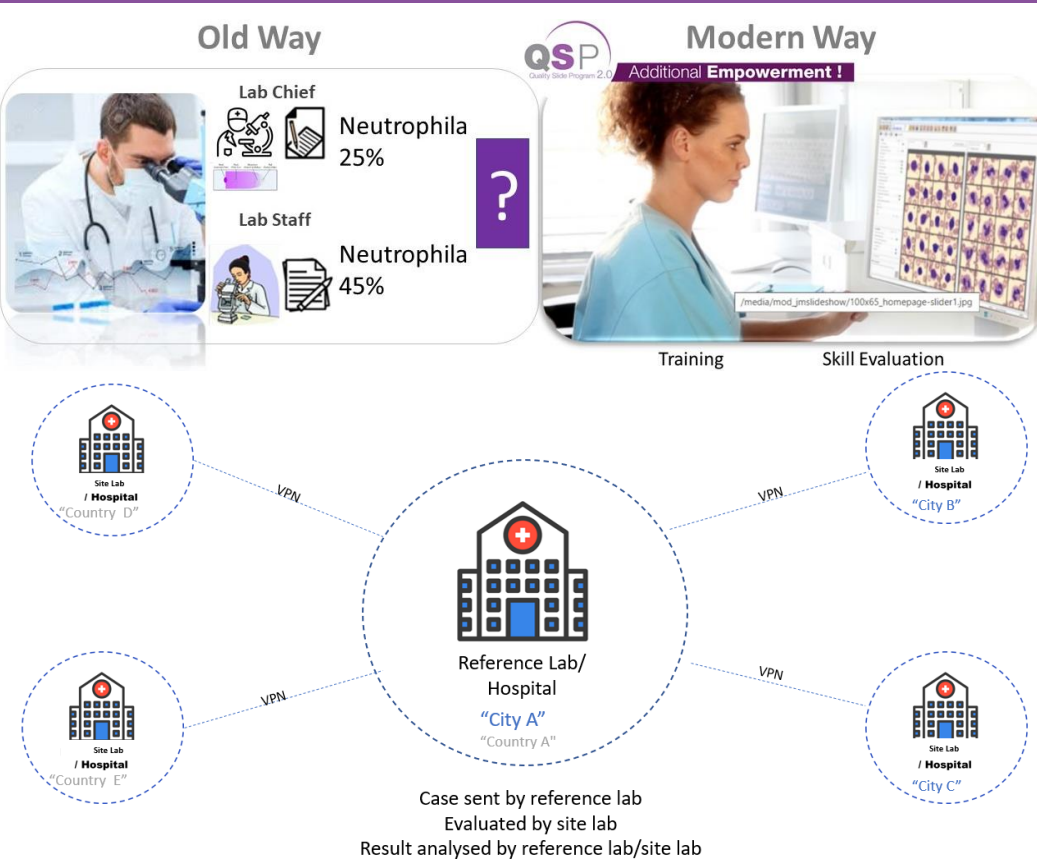 Old Way
Lab Chief
Neutrophila
25%
Lab Staff
Neutrophila
45%
?
QSP
Quality Slide Program 2.0
Modern Way
Additional Empowerment !
/media/mod_jmslideshow/100x65_homepage-slider1.jpg
Training
Skill Evaluation
Site Lab
/ Hospital
“Country D”
VPN
VPN
Site Lab
/ Hospital
“City B”
Reference Lab/
Hospital
“City A”
“Country A"
Site Lab
/ Hospital
“Country E”
VPN
VPN
Site Lab
/ Hospital
“City C”
Case sent by reference lab
Evaluated by site lab
Result analysed by reference lab/site lab